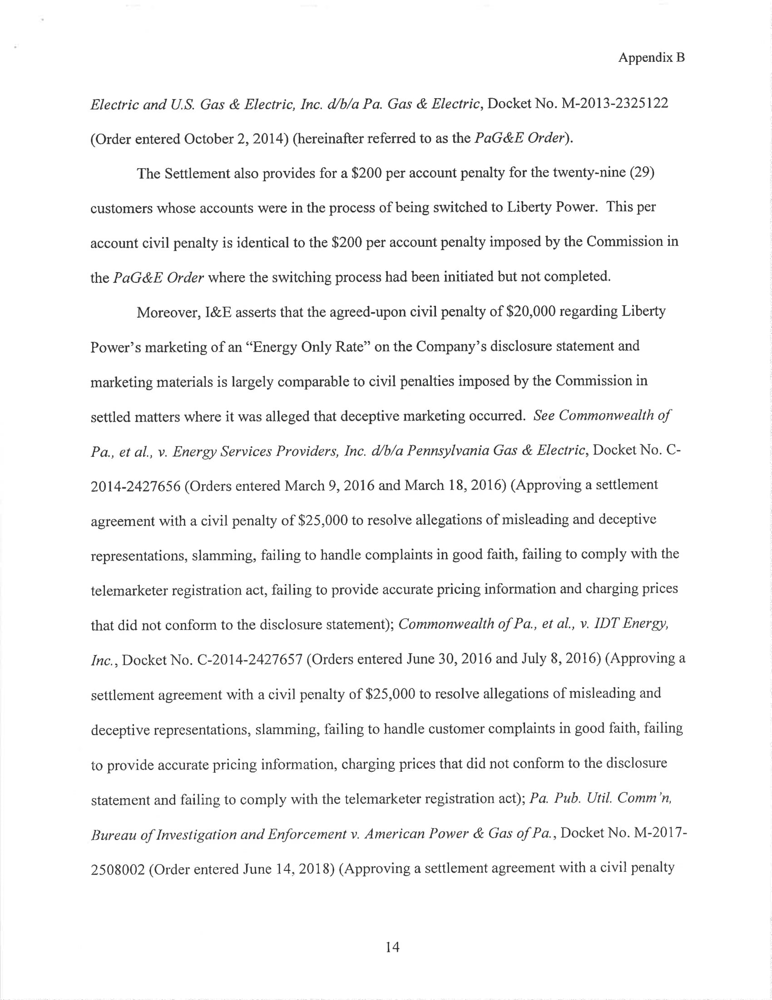 Appendix B
Electric and U.S. Gas & Electric, Inc. d/b/a Pa. Gas & Electric, Docket No. M-2013-2325122
(Order entered October 2, 2014) (hereinafter referred to as the PaG&E Order).
The Settlement also provides for a $200 per account penalty for the twenty-nine (29)
customers whose accounts were in the process of being switched to Liberty Power.  This per
account civil penalty is identical to the $200 per account penalty imposed by the Commission in
the PaG&E Order where the switching process had been initiated but not completed.
Moreover, I&E asserts that the agreed-upon civil penalty of $20,000 regarding Liberty
Power's marketing of an “Energy Only Rate” on the Company's disclosure statement and
marketing materials is largely comparable to civil penalties imposed by the Commission in
settled matters where it was alleged that deceptive marketing occurred.  See Commonwealth of
Pa., et al., v. Energy Services Providers, Inc. d/b/a Pennsylvania Gas & Electric, Docket No. C-
2014-2427656 (Orders entered March 9, 2016 and March 18, 2016) (Approving a settlement
agreement with a civil penalty of $25,000 to resolve allegations of misleading and deceptive
representations, slamming, failing to handle complaints in good faith, failing to comply with the
telemarketer registration act, failing to provide accurate pricing information and charging prices
that did not conform to the disclosure statement); Commonwealth of Pa., et al., v. IDT Energy,
Inc., Docket No. C-2014-2427657 (Orders entered June 30, 2016 and July 8, 2016) (Approving a
settlement agreement with a civil penalty of $25,000 to resolve allegations of misleading and
deceptive representations, slamming, failing to handle customer complaints in good faith, failing
to provide accurate pricing information, charging prices that did not conform to the disclosure
statement and failing to comply with the telemarketer registration act); Pa. Pub. Util. Comm'n,
Bureau of Investigation and Enforcement v. American Power & Gas of Pa., Docket No. M-2017-
2508002 (Order entered June 14, 2018) (Approving a settlement agreement with a civil penalty
14